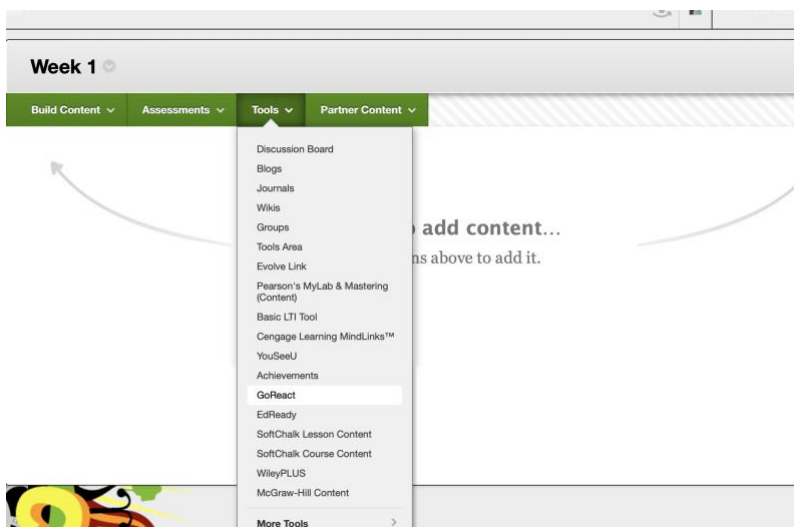 Week 1
Build Content
Assessments
Tools
Partner Content
Discussion Board
Blogs
Journals
Wikis
Groups
Tools Area
Evolve Link
Pearson's MyLab & Mastering
(Content)
Basic LTI Tool
Cengage Learning MindLinks™
YouSeeU
Achievements
GoReact
EdReady
SoftChalk Lesson Content
SoftChalk Course Content
WileyPLUS
McGraw-Hill Content
More Tools
add content...
above to add it.